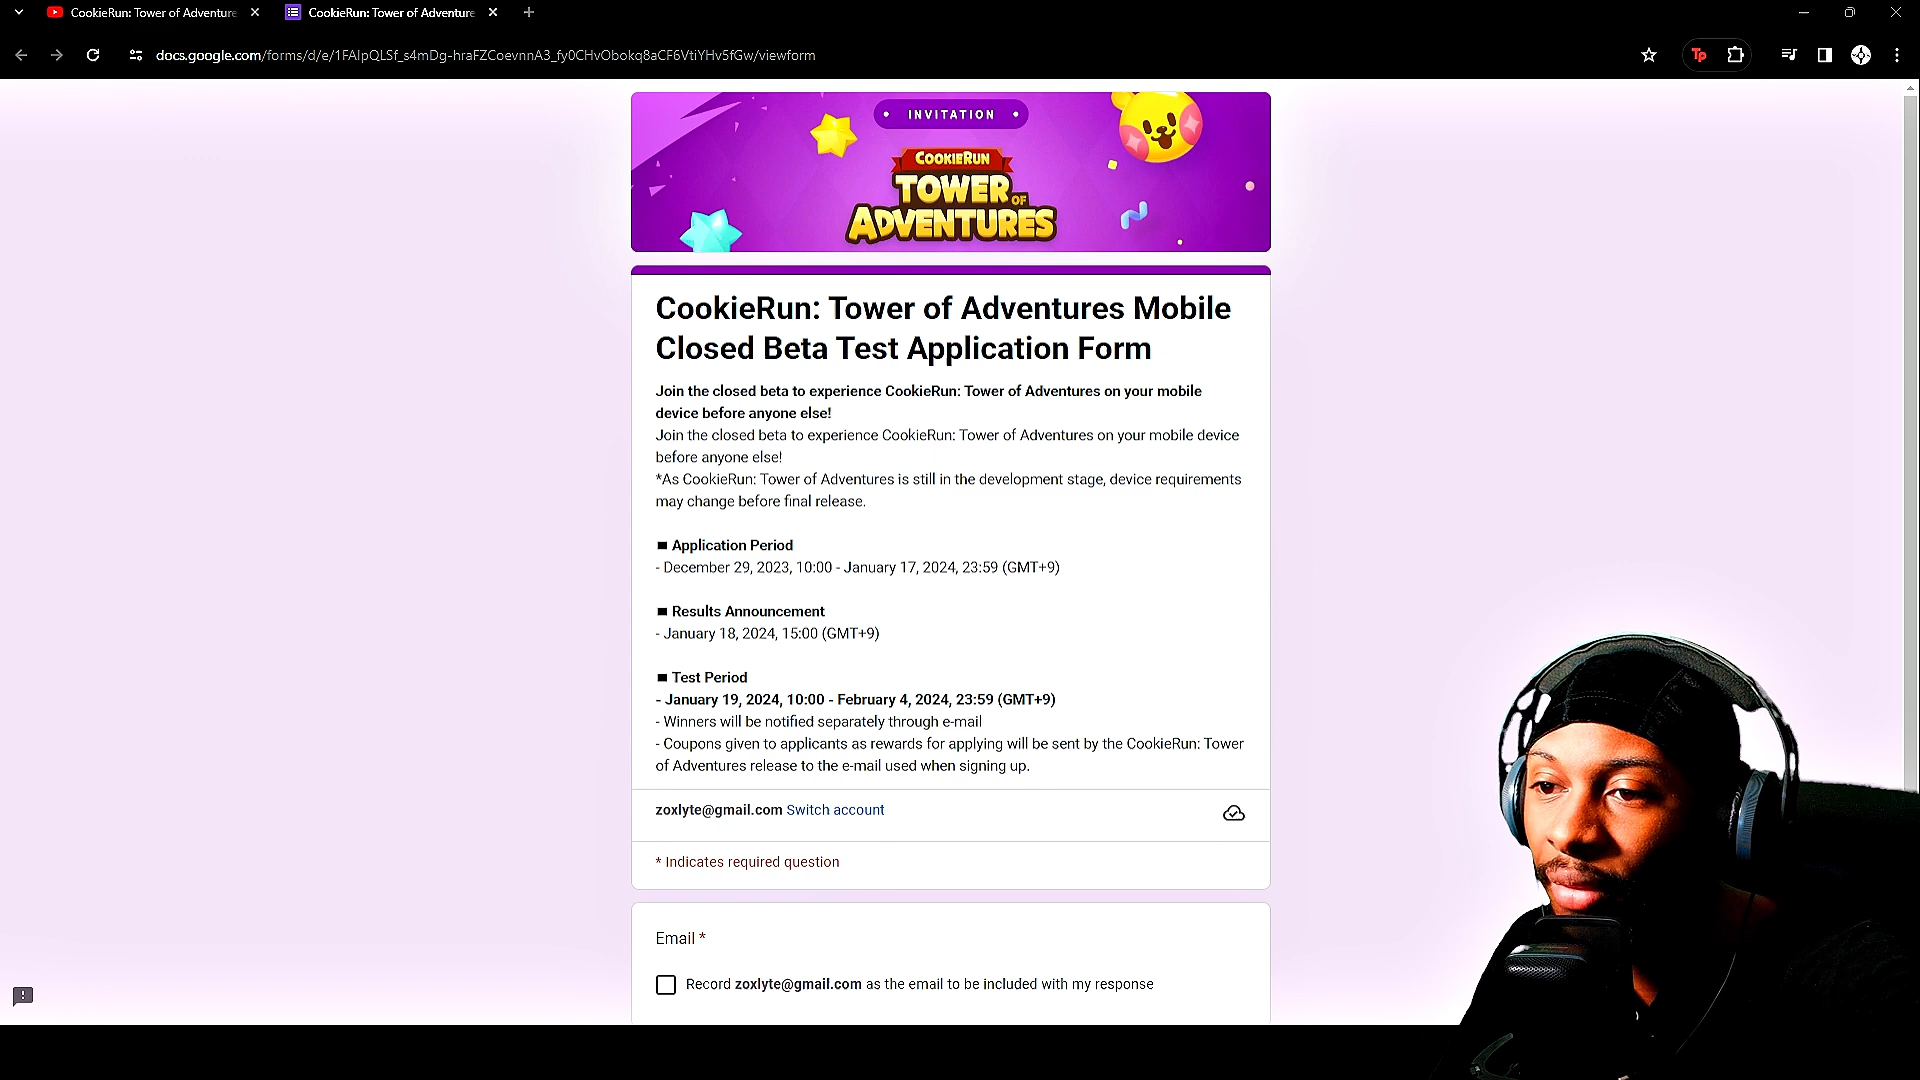 CookieRun: Tower of Adventure
CookieRun: Tower of Adventure
docs.google.com/forms/d/e/1FAIpQLSf_s4mDg-hraFZCoevnnA3_fy0CHvObokq8aCF6VtiYHv5fGw/viewform
Tp
INVITATION
COOKIERUN
TOWER OF
ADVENTURES
CookieRun: Tower of Adventures Mobile
Closed Beta Test Application Form
Join the closed beta to experience CookieRun: Tower of Adventures on your mobile
device before anyone else!
Join the closed beta to experience CookieRun: Tower of Adventures on your mobile device
before anyone else!
*As CookieRun: Tower of Adventures is still in the development stage, device requirements
may change before final release.
■ Application Period
- December 29, 2023, 10:00 - January 17, 2024, 23:59 (GMT+9)
■ Results Announcement
- January 18, 2024, 15:00 (GMT+9)
■ Test Period
- January 19, 2024, 10:00 - February 4, 2024, 23:59 (GMT+9)
- Winners will be notified separately through e-mail
- Coupons given to applicants as rewards for applying will be sent by the CookieRun: Tower
of Adventures release to the e-mail used when signing up.
zoxlyte@gmail.com Switch account
* Indicates required question
Email *
Record zoxlyte@gmail.com as the email to be included with my response